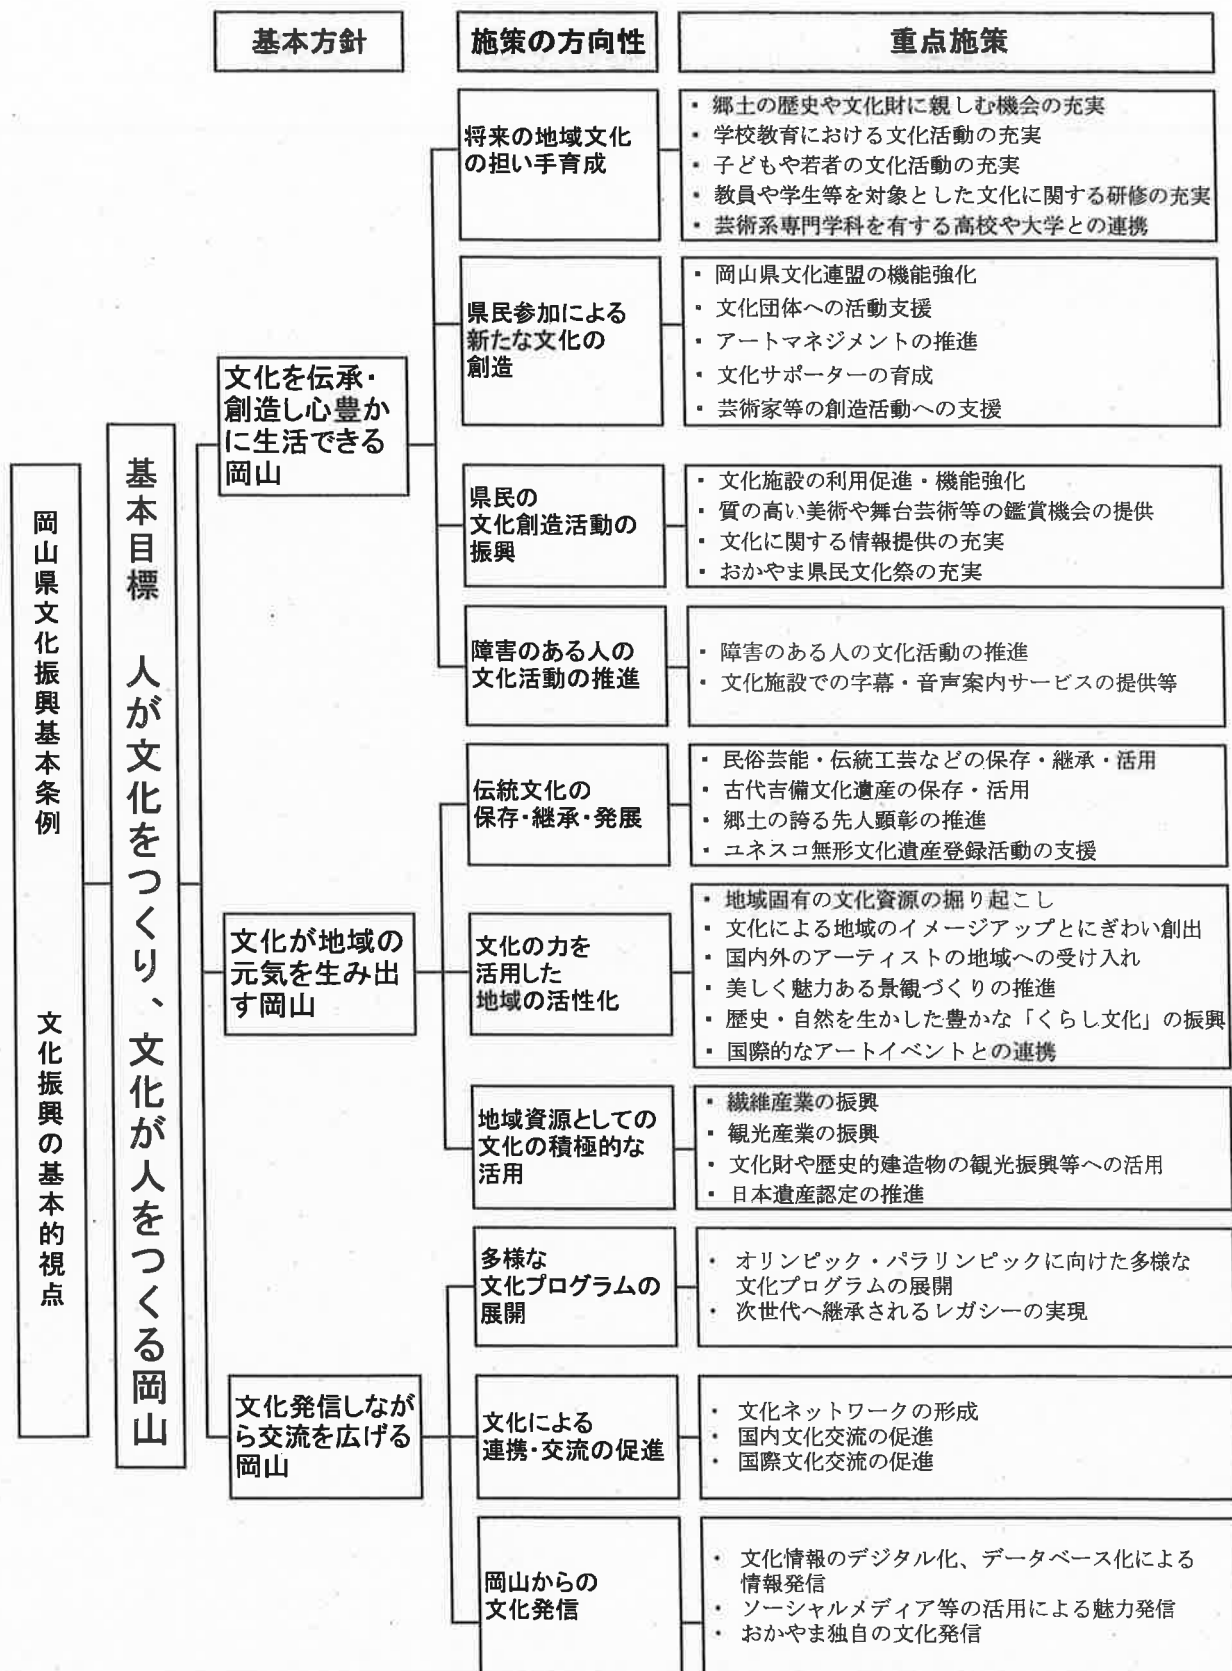 基本方針
施策の方向性
重点施策
岡山県文化振興基本条例
文化振興の基本的視点
基本目標 人が文化をつくり、文化が人をつくる岡山
文化を伝承・
創造し心豊か
に生活できる
岡山
将来の地域文化
の担い手育成
・ 郷土の歴史や文化財に親しむ機会の充実
・ 学校教育における文化活動の充実
・ 子どもや若者の文化活動の充実
・ 教員や学生等を対象とした文化に関する研修の充実
・ 芸術系専門学科を有する高校や大学との連携
県民参加による
新たな文化の
創造
・ 岡山県文化連盟の機能強化
・ 文化団体への活動支援
・ アートマネジメントの推進
・ 文化サポーターの育成
・ 芸術家等の創造活動への支援
県民の
文化創造活動の
振興
・ 文化施設の利用促進・機能強化
・ 質の高い美術や舞台芸術等の鑑賞機会の提供
・ 文化に関する情報提供の充実
・ おかやま県民文化祭の充実
障害のある人の
文化活動の推進
・ 障害のある人の文化活動の推進
・ 文化施設での字幕・音声案内サービスの提供等
文化が地域の
元気を生み出
す岡山
伝統文化の
保存・継承・発展
・ 民俗芸能・伝統工芸などの保存・継承・活用
・ 古代吉備文化遺産の保存・活用
・ 郷土の誇る先人顕彰の推進
・ ユネスコ無形文化遺産登録活動の支援
文化の力を
活用した
地域の活性化
・ 地域固有の文化資源の掘り起こし
・ 文化による地域のイメージアップとにぎわい創出
・ 国内外のアーティストの地域への受け入れ
・ 美しく魅力ある景観づくりの推進
・ 歴史・自然を生かした豊かな「くらし文化」の振興
・ 国際的なアートイベントとの連携
地域資源としての
文化の積極的な
活用
・ 繊維産業の振興
・ 観光産業の振興
・ 文化財や歴史的建造物の観光振興等への活用
・ 日本遺産認定の推進
文化発信しなが
ら交流を広げる
岡山
多様な
文化プログラムの
展開
・ オリンピック・パラリンピックに向けた多様な
文化プログラムの展開
・ 次世代へ継承されるレガシーの実現
文化による
連携・交流の促進
・ 文化ネットワークの形成
・ 国内文化交流の促進
・ 国際文化交流の促進
岡山からの
文化発信
・ 文化情報のデジタル化、データベース化による
情報発信
・ ソーシャルメディア等の活用による魅力発信
・ おかやま独自の文化発信